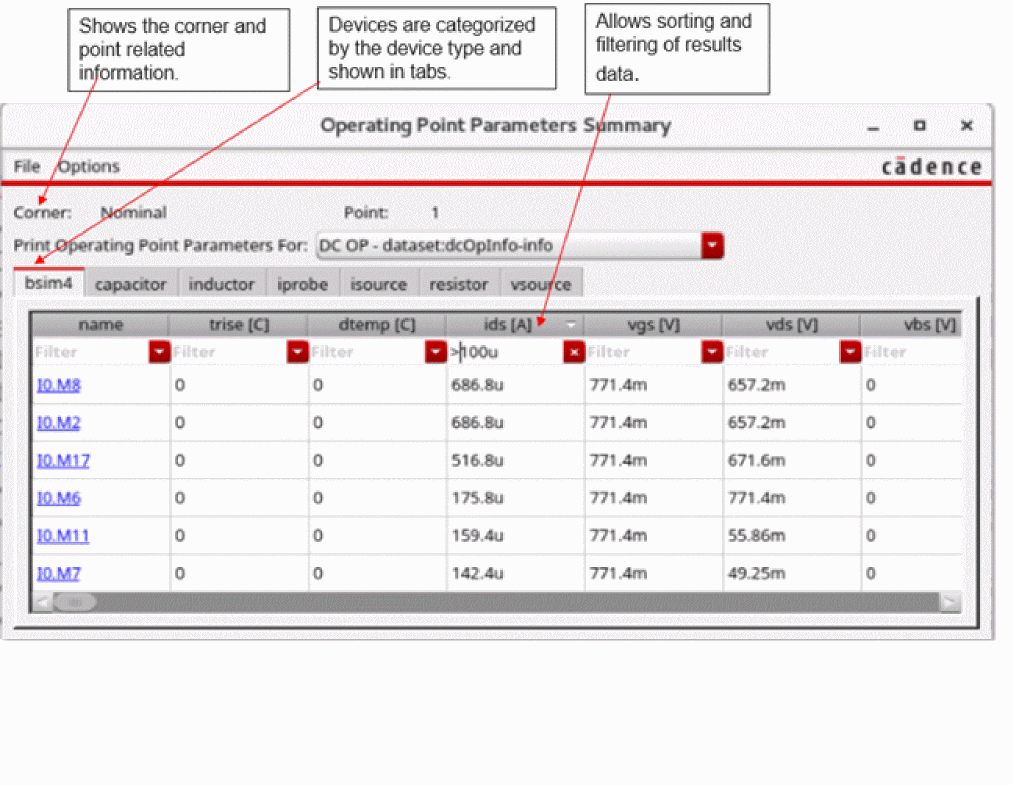 Shows the corner and
point related
information.
Devices are categorized
by the device type and
shown in tabs.
Allows sorting and
filtering of results
data.
Operating Point Parameters Summary
File Options
cādence
Corner: Nominal Point: 1
Print Operating Point Parameters For: DC OP - dataset:dcOpInfo-info
bsim4 capacitor inductor iprobe isource resistor vsource
name trise [C] dtemp [C] ids [A] vgs [V] vds [V] vbs [V]
Filter Filter Filter >100u Filter Filter Filter
I0.M8 0 0 686.8u 771.4m 657.2m 0
I0.M2 0 0 686.8u 771.4m 657.2m 0
I0.M17 0 0 516.8u 771.4m 671.6m 0
I0.M6 0 0 175.8u 771.4m 771.4m 0
I0.M11 0 0 159.4u 771.4m 55.86m 0
I0.M7 0 0 142.4u 771.4m 49.25m 0